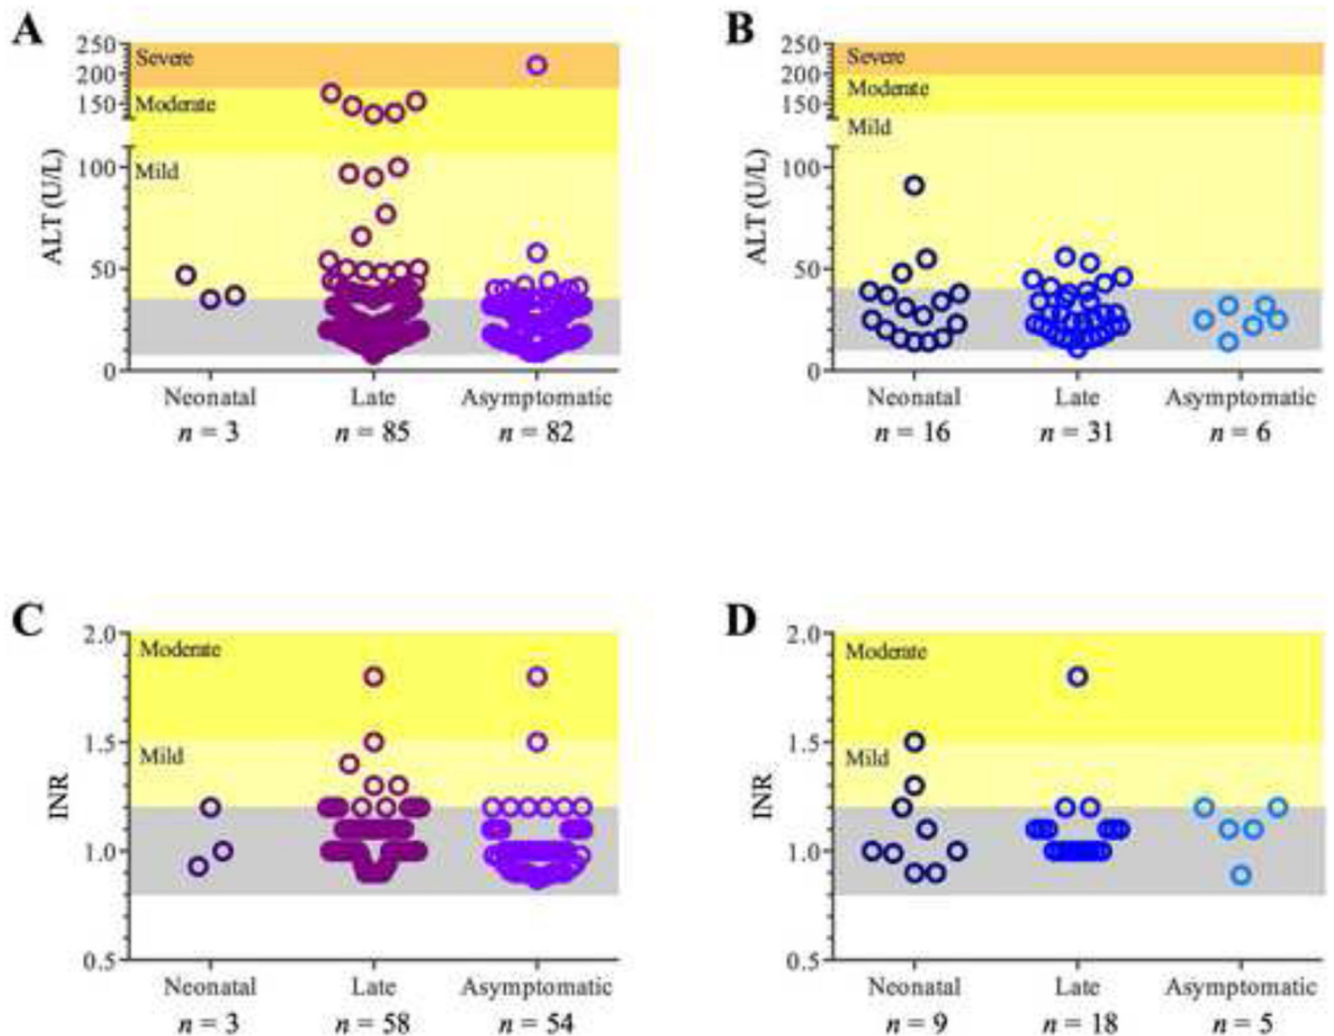 A
B
250
Severe
200
Moderate
150
100
Mild
50
0
ALT (U/L)
Neonatal Late Asymptomatic
n = 3 n = 85 n = 82
250
Severe
200
Moderate
150
Mild
100
50
0
ALT (U/L)
Neonatal Late Asymptomatic
n = 16 n = 31 n = 6
C
D
2.0
Moderate
1.5
Mild
1.0
0.5
INR
Neonatal Late Asymptomatic
n = 3 n = 58 n = 54
2.0
Moderate
1.5
Mild
1.0
0.5
INR
Neonatal Late Asymptomatic
n = 9 n = 18 n = 5